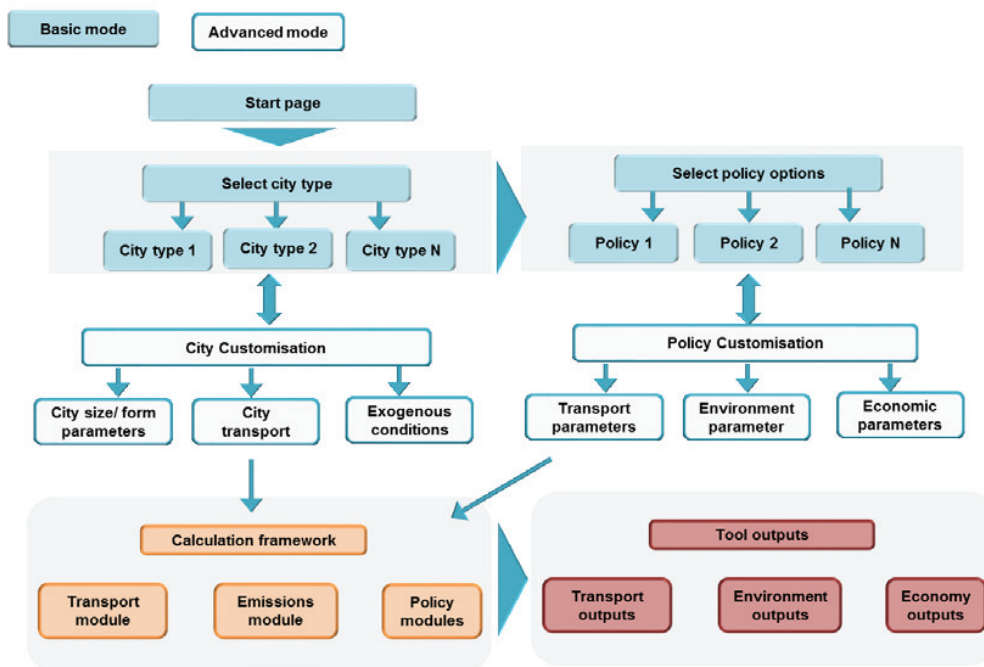 Basic mode
Advanced mode
Start page
Select city type
City type 1
City type 2
City type N
Select policy options
Policy 1
Policy 2
Policy N
City Customisation
City size/ form
parameters
City
transport
Exogenous
conditions
Policy Customisation
Transport
parameters
Environment
parameter
Economic
parameters
Calculation framework
Transport
module
Emissions
module
Policy
modules
Tool outputs
Transport
outputs
Environment
outputs
Economy
outputs